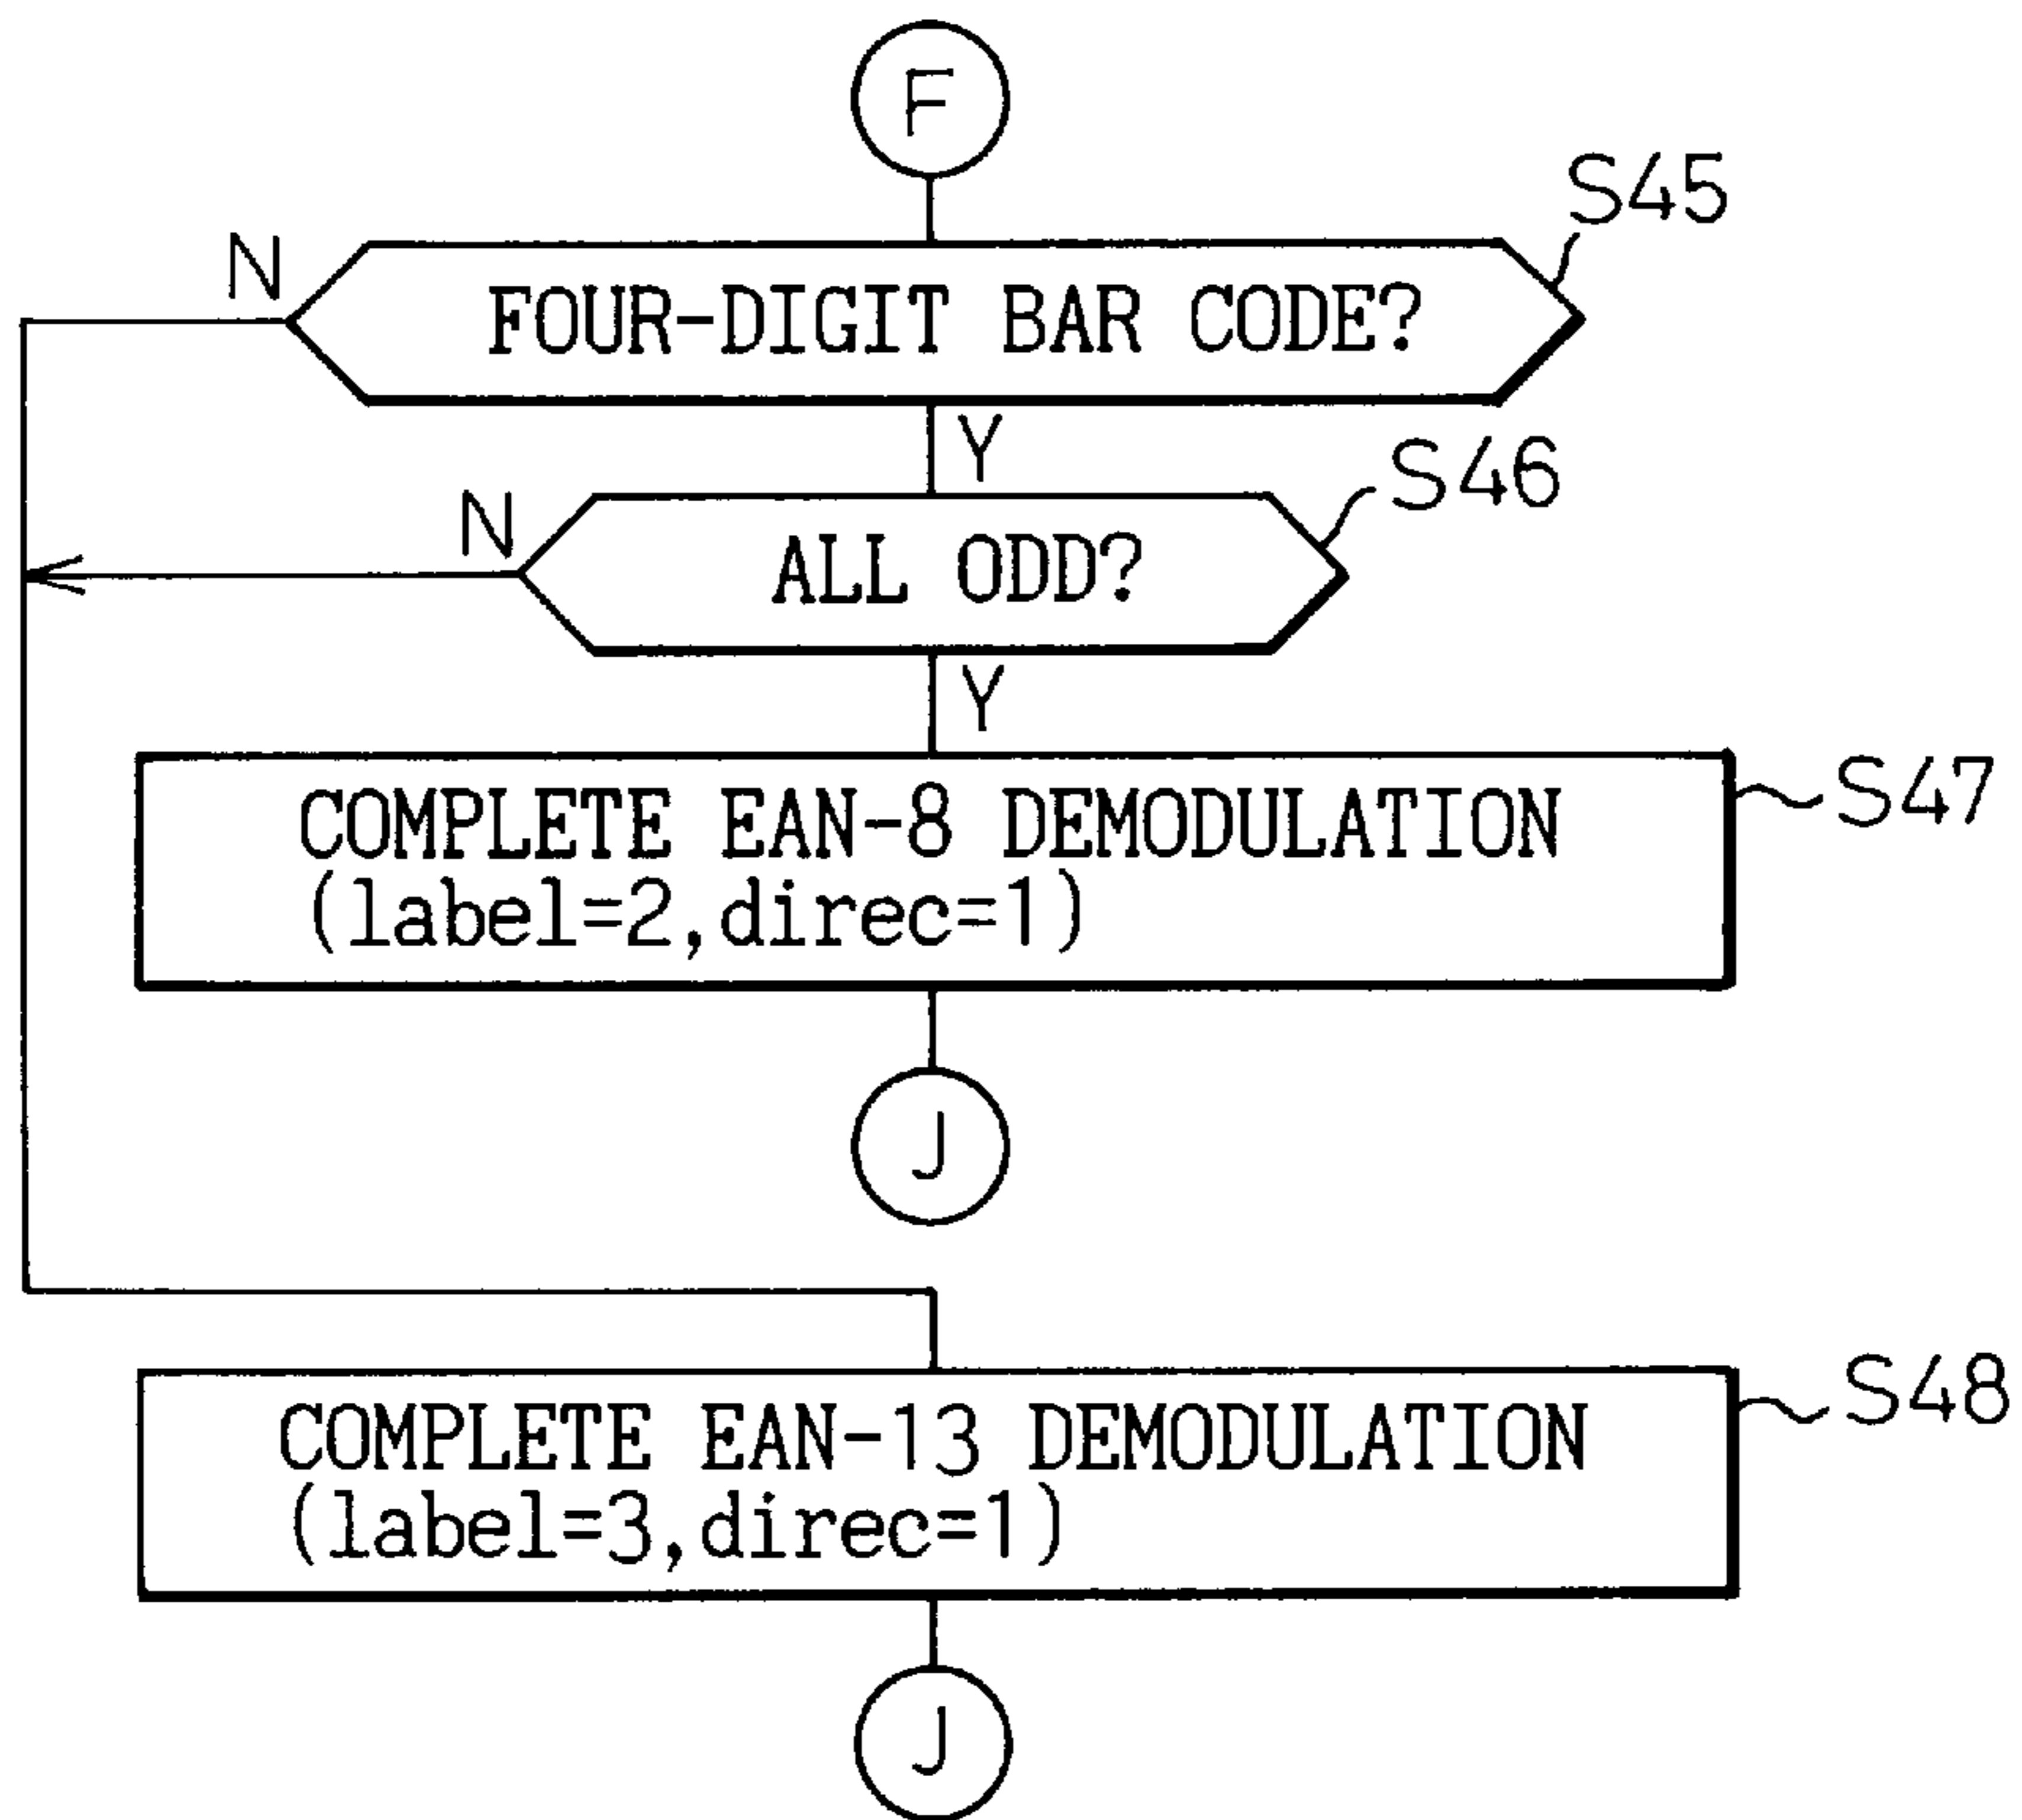 F
S45
N
FOUR-DIGIT BAR CODE?
Y
S46
N
ALL ODD?
Y
S47
COMPLETE EAN-8 DEMODULATION
(label=2,direc=1)
J
S48
COMPLETE EAN-13 DEMODULATION
(label=3,direc=1)
J